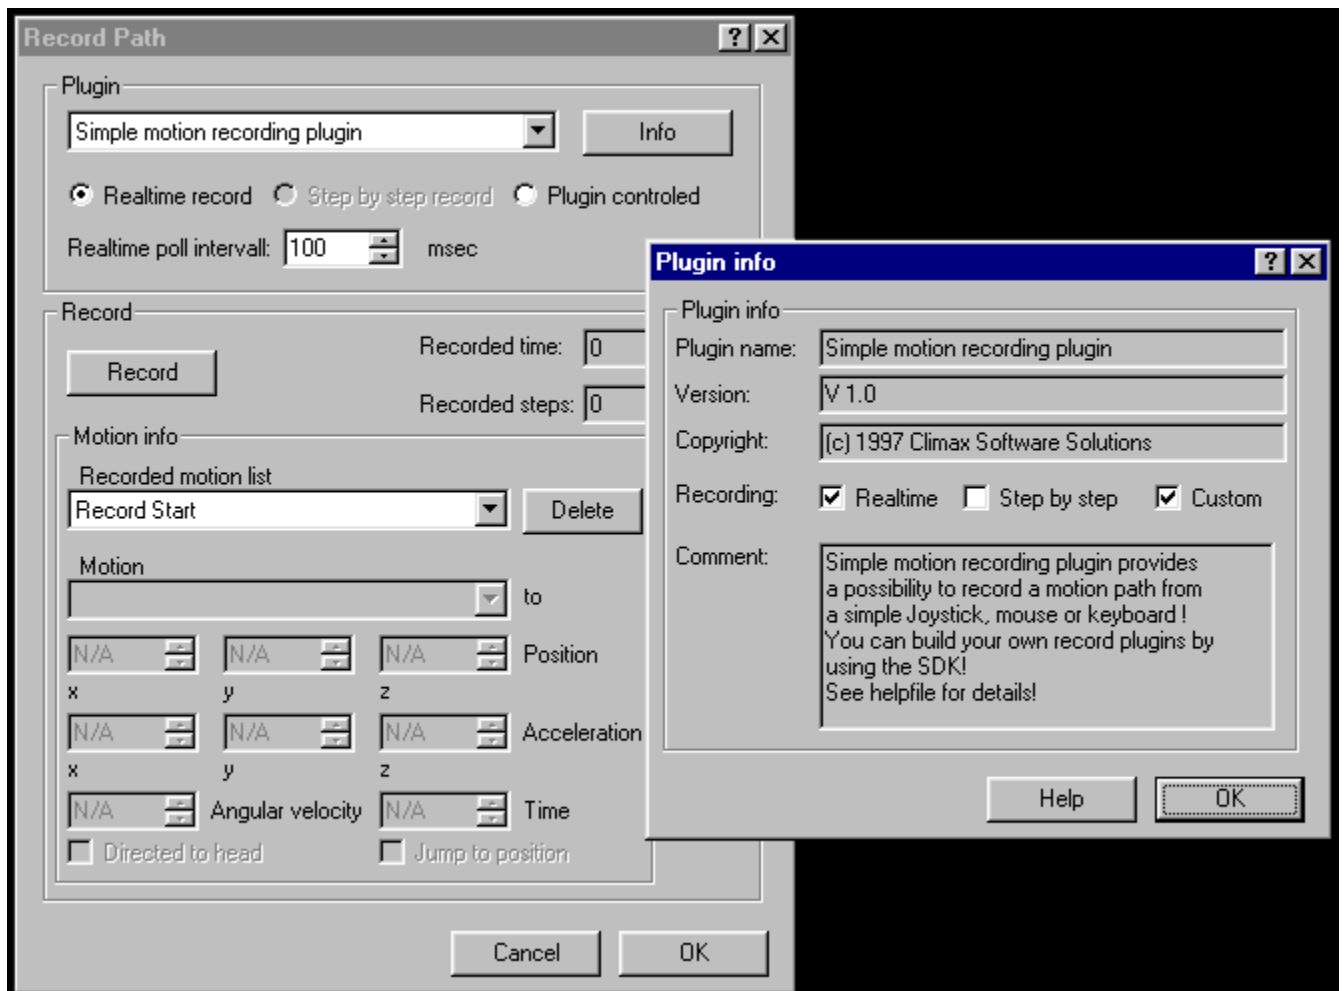 Record Path
Plugin
Simple motion recording plugin
Info
Realtime record Step by step record Plugin controled
Realtime poll intervall: 100 msec
Record
Record
Recorded time: 0
Recorded steps: 0
Motion info
Recorded motion list
Record Start
Delete
Motion
to
N/A N/A N/A Position
x y z
N/A N/A N/A Acceleration
x y z
N/A Angular velocity N/A Time
Directed to head Jump to position
Cancel OK
Plugin info
Plugin info
Plugin name: Simple motion recording plugin
Version: V 1.0
Copyright: (c) 1997 Climax Software Solutions
Recording: Realtime Step by step Custom
Comment: Simple motion recording plugin provides
a possibility to record a motion path from
a simple Joystick, mouse or keyboard !
You can build your own record plugins by
using the SDK!
See helpfile for details!
Help OK